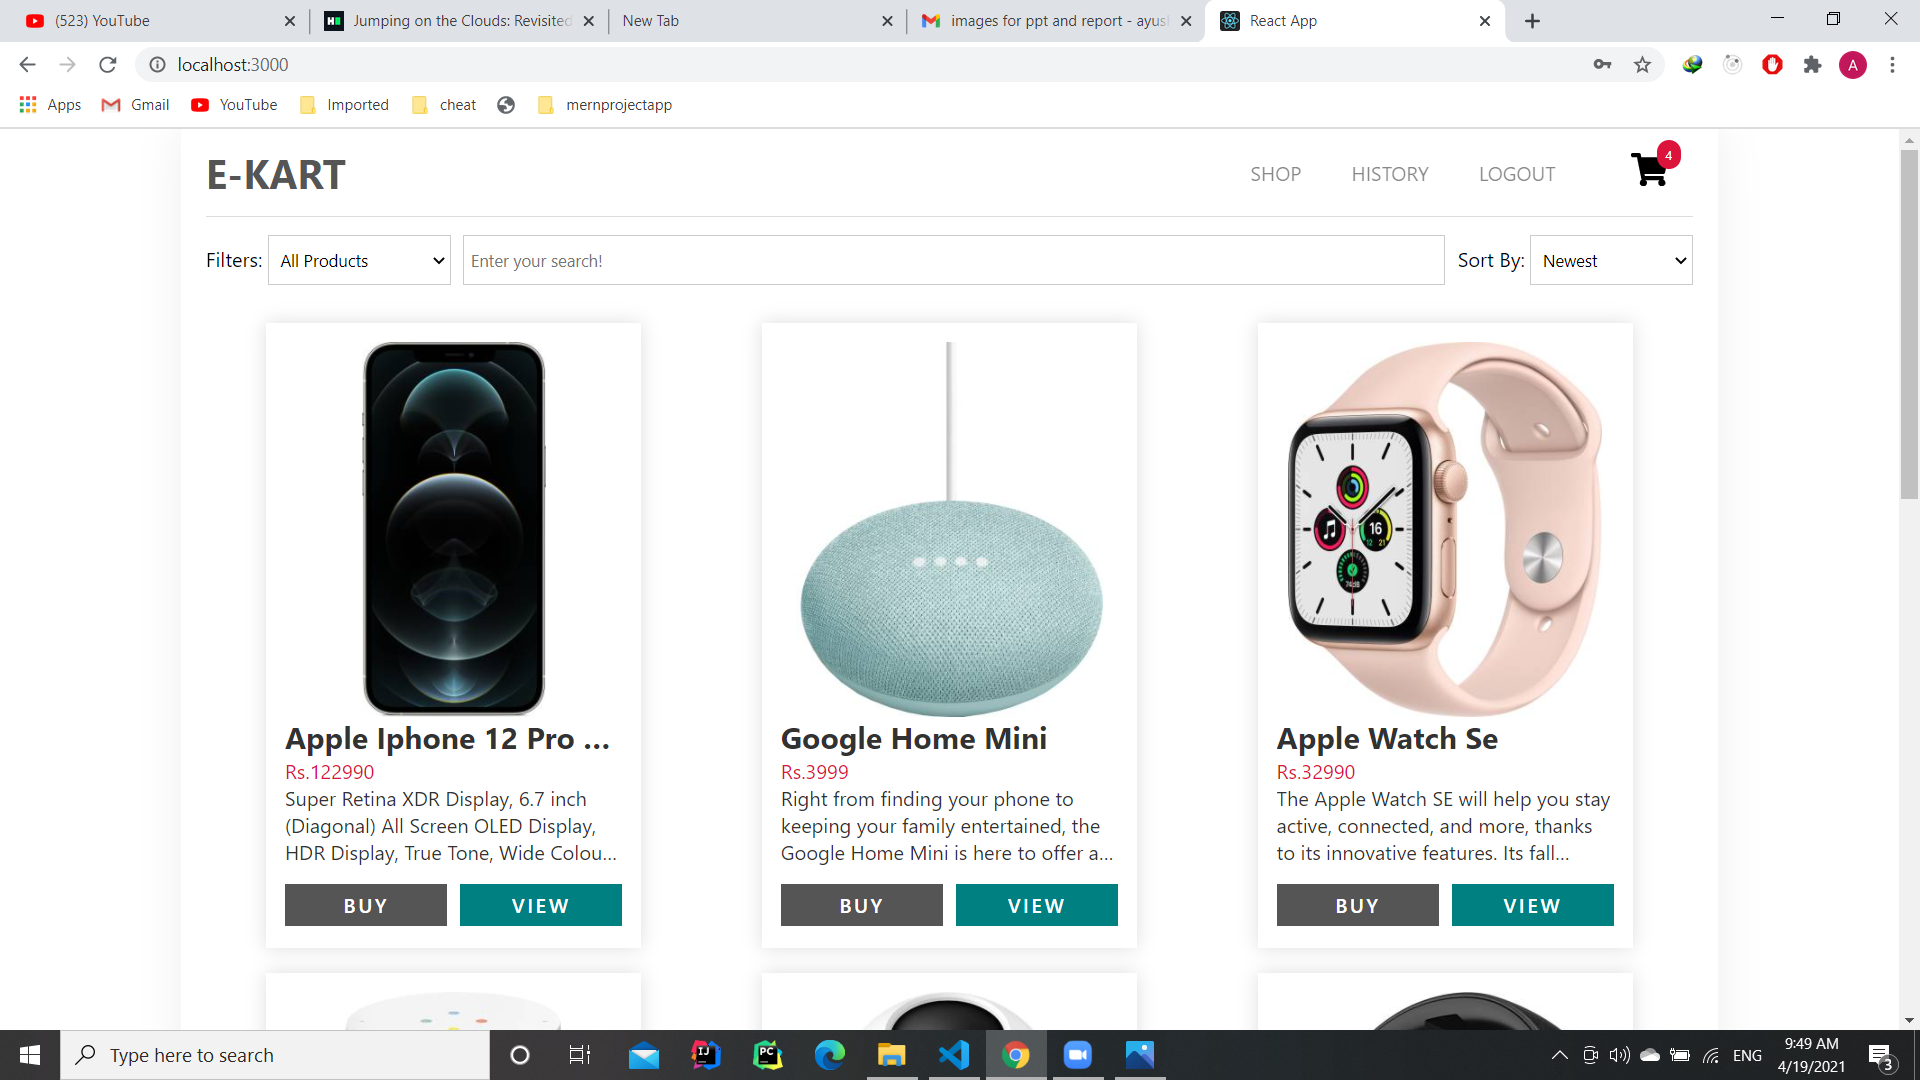 (523) YouTube
Jumping on the Clouds: Revisited
New Tab
images for ppt and report - ayus
React App
localhost:3000
A
Apps
Gmail
YouTube
Imported
cheat
mernprojectapp
E-KART
SHOP
HISTORY
LOGOUT
4
Filters:
All Products
Enter your search!
Sort By:
Newest
Apple Iphone 12 Pro ...
Rs.122990
Super Retina XDR Display, 6.7 inch
(Diagonal) All Screen OLED Display,
HDR Display, True Tone, Wide Colou...
BUY
VIEW
Google Home Mini
Rs.3999
Right from finding your phone to
keeping your family entertained, the
Google Home Mini is here to offer a...
BUY
VIEW
16
Apple Watch Se
Rs.32990
The Apple Watch SE will help you stay
active, connected, and more, thanks
to its innovative features. Its fall...
BUY
VIEW
Type here to search
IJ
PC
ENG
9:49 AM
4/19/2021
3